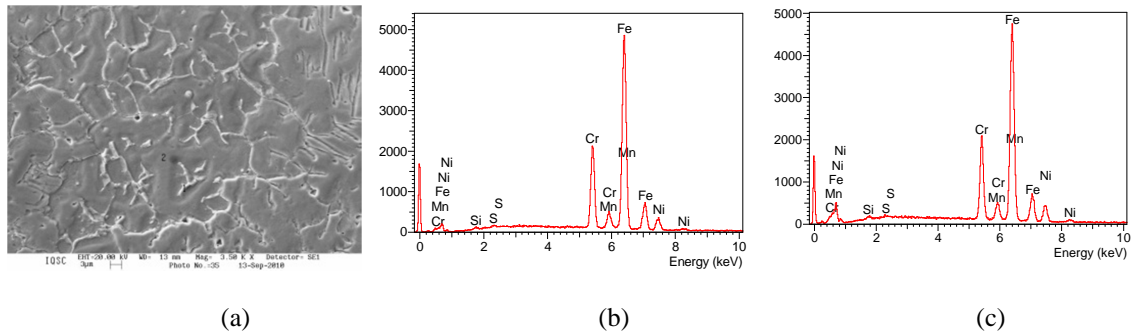 2
IQSC
EHT=20.00 kV WD= 13 mm Mag= 3.50 K X Detector= SE1
3µm
Photo No.=35 13-Sep-2010
(a)
5000
4000
3000
2000
1000
0
Fe
Cr
Mn
Ni
Ni
Fe
Mn
Cr
Si
S
S
Cr
Mn
Fe
Ni
Ni
0 2 4 6 8 10
Energy (keV)
(b)
5000
4000
3000
2000
1000
0
Fe
Cr
Mn
Ni
Ni
Fe
Mn
Cr
Si
S
S
Cr
Mn
Fe
Ni
Ni
0 2 4 6 8 10
Energy (keV)
(c)